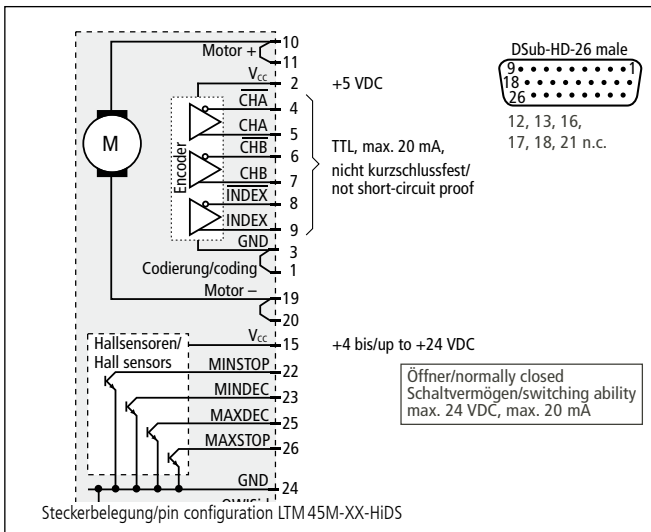 Motor +
10
11
Vcc
2
+5 VDC
CHA
4
CHA
5
CHB
6
CHB
7
INDEX
8
INDEX
9
GND
3
Codierung/coding
1
Motor –
19
20
M
Encoder
TTL, max. 20 mA,
nicht kurzschlussfest/
not short-circuit proof
DSub-HD-26 male
9 1
18
26
12, 13, 16,
17, 18, 21 n.c.
Hallsensoren/
Hall sensors
Vcc
15
+4 bis/up to +24 VDC
MINSTOP
22
MINDEC
23
MAXDEC
25
MAXSTOP
26
GND
24
Öffner/normally closed
Schaltvermögen/switching ability
max. 24 VDC, max. 20 mA
Steckerbelegung/pin configuration LTM 45M-XX-HiDS